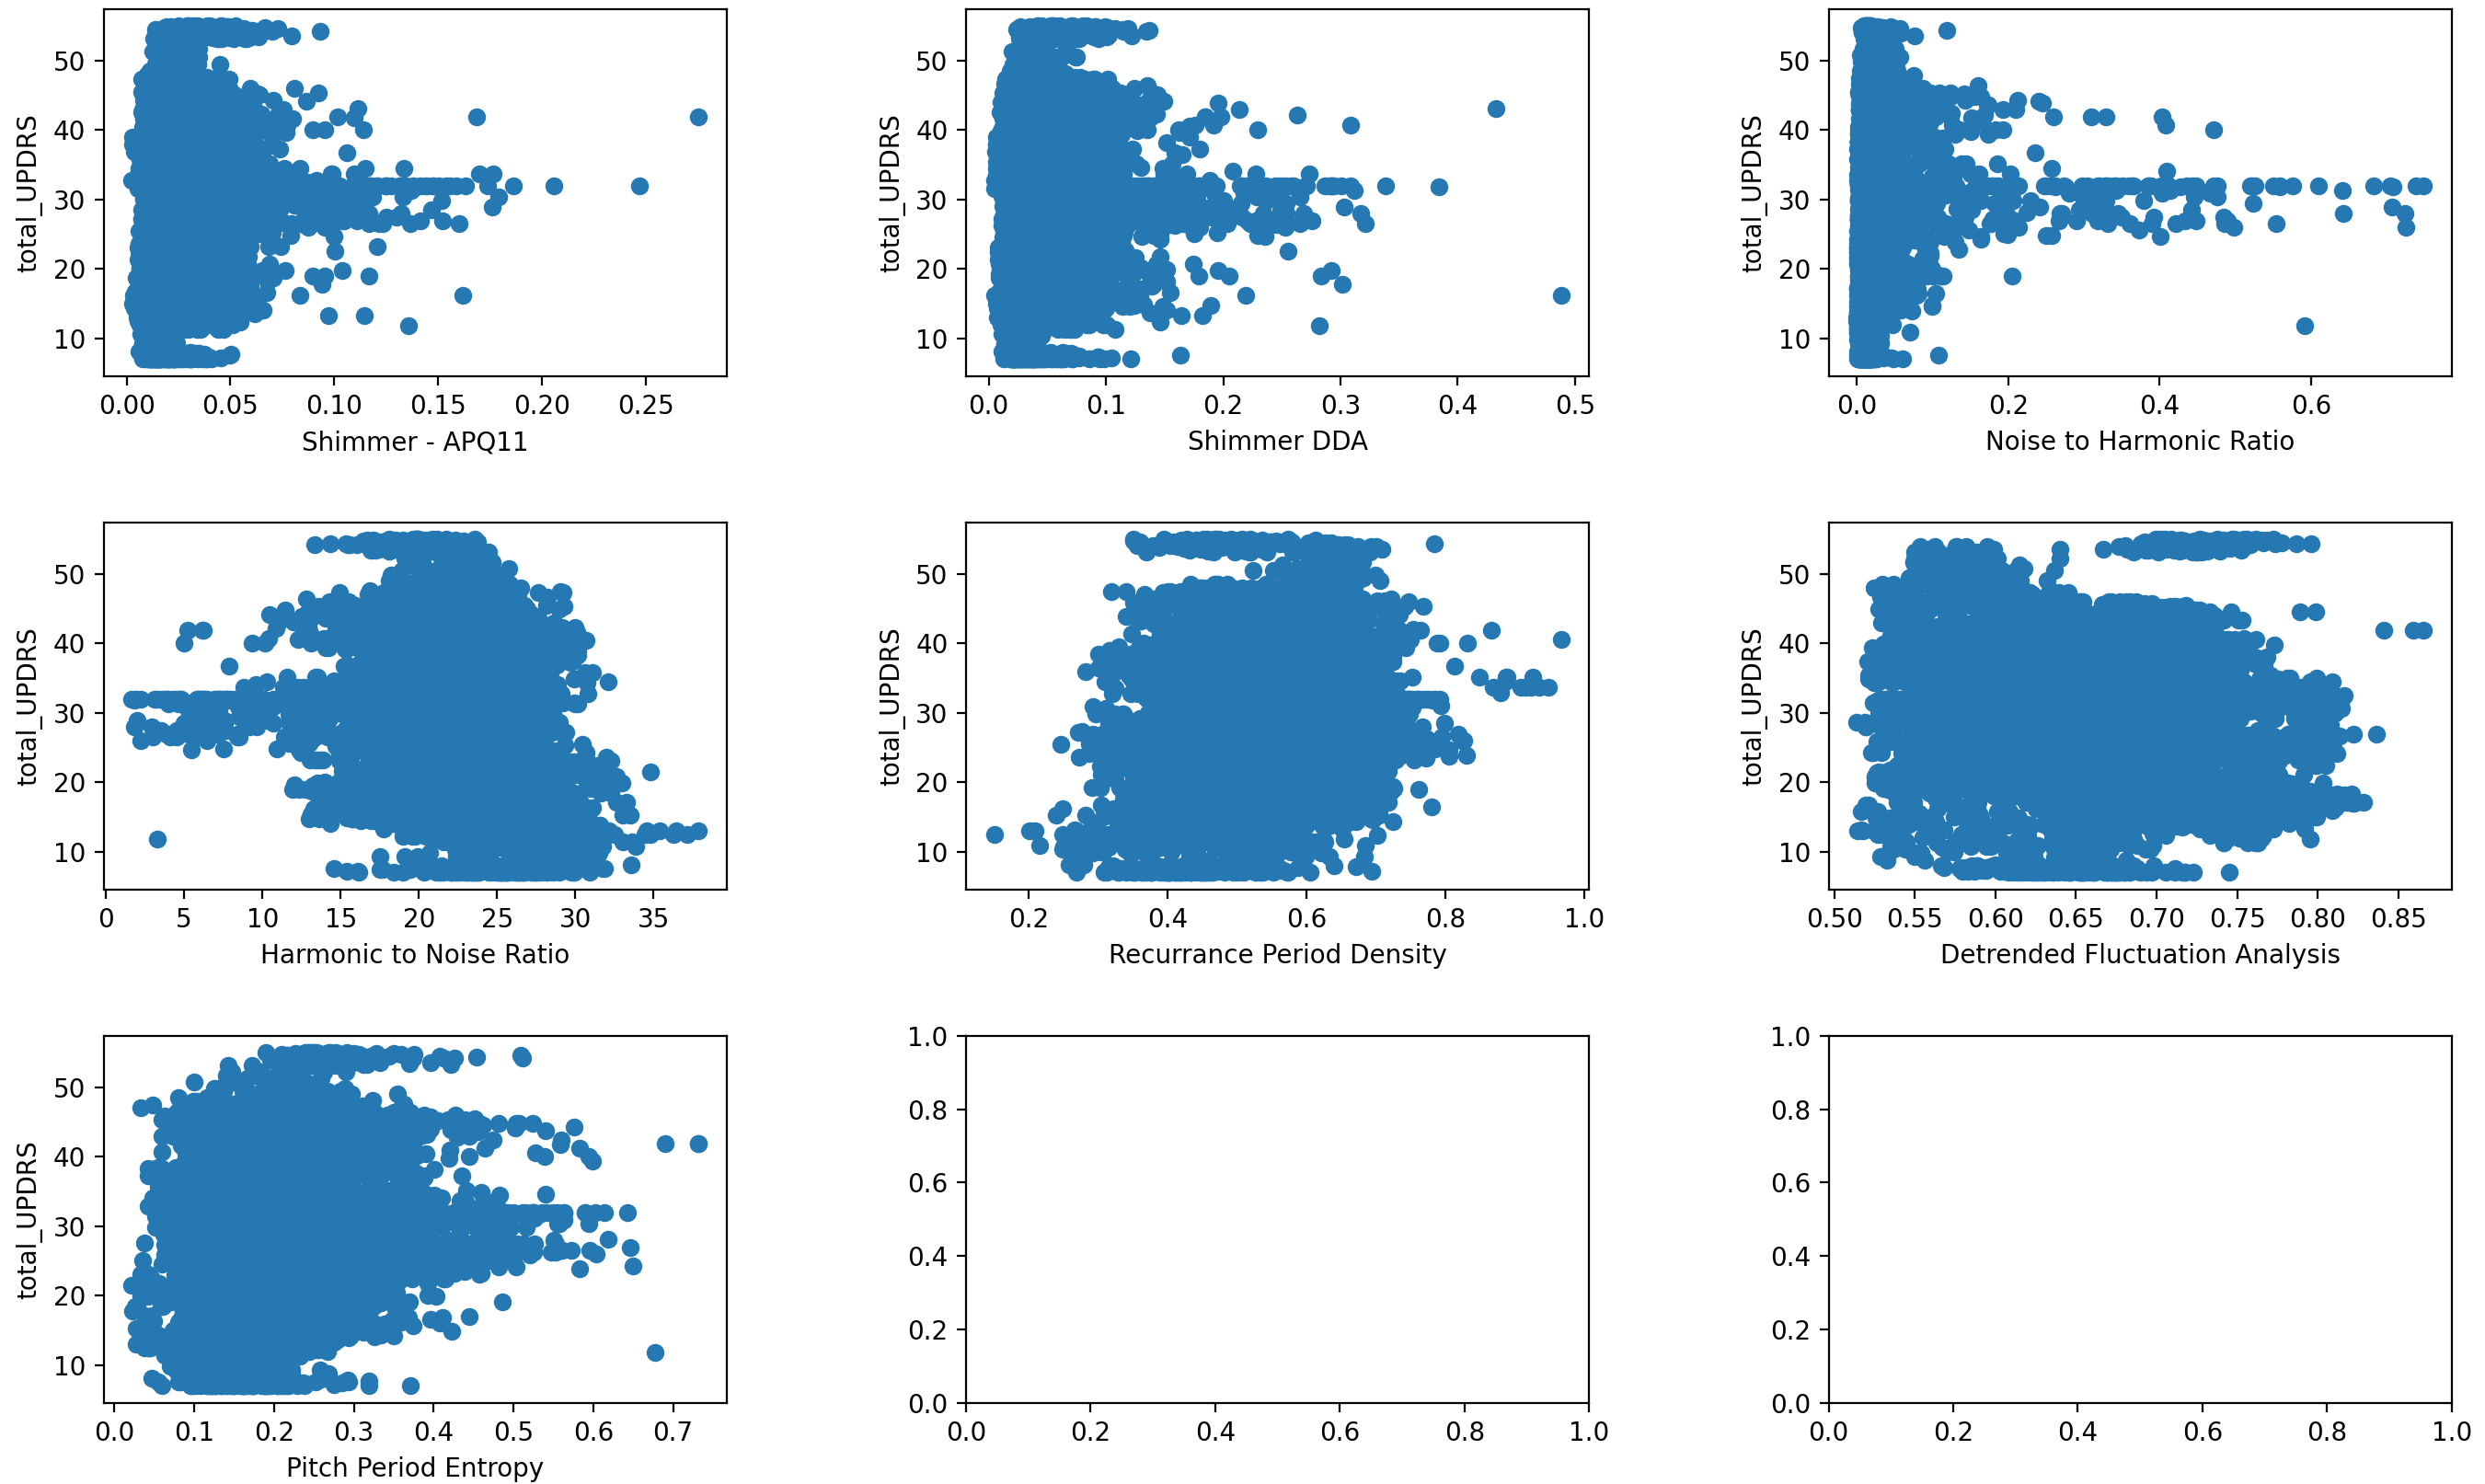 total_UPDRS
50
40
30
20
10
0.00 0.05 0.10 0.15 0.20 0.25
Shimmer - APQ11
total_UPDRS
50
40
30
20
10
0.0 0.1 0.2 0.3 0.4 0.5
Shimmer DDA
total_UPDRS
50
40
30
20
10
0.0 0.2 0.4 0.6
Noise to Harmonic Ratio
total_UPDRS
50
40
30
20
10
0 5 10 15 20 25 30 35
Harmonic to Noise Ratio
total_UPDRS
50
40
30
20
10
0.2 0.4 0.6 0.8 1.0
Recurrance Period Density
total_UPDRS
50
40
30
20
10
0.50 0.55 0.60 0.65 0.70 0.75 0.80 0.85
Detrended Fluctuation Analysis
total_UPDRS
50
40
30
20
10
0.0 0.1 0.2 0.3 0.4 0.5 0.6 0.7
Pitch Period Entropy
1.0
0.8
0.6
0.4
0.2
0.0
0.0 0.2 0.4 0.6 0.8 1.0
1.0
0.8
0.6
0.4
0.2
0.0
0.0 0.2 0.4 0.6 0.8 1.0